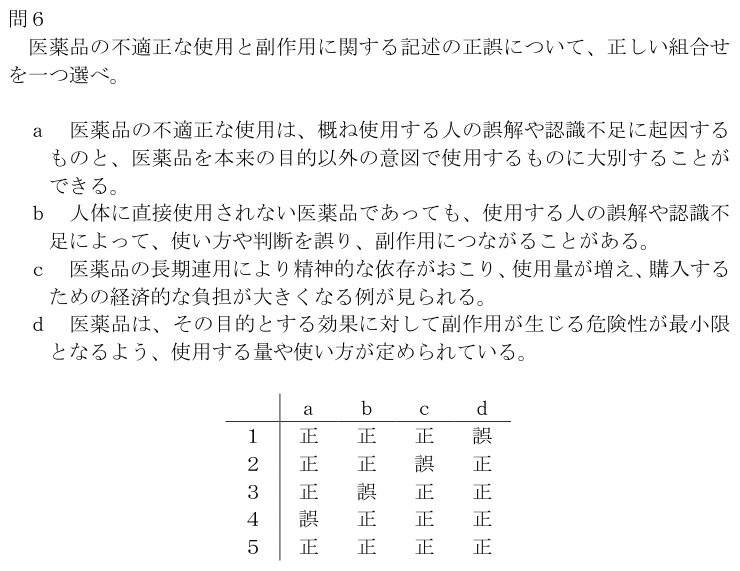 問６
医薬品の不適正な使用と副作用に関する記述の正誤について、正しい組合せ
を一つ選べ。
ａ　医薬品の不適正な使用は、概ね使用する人の誤解や認識不足に起因する
ものと、医薬品を本来の目的以外の意図で使用するものに大別することが
できる。
ｂ　人体に直接使用されない医薬品であっても、使用する人の誤解や認識不
足によって、使い方や判断を誤り、副作用につながることがある。
ｃ　医薬品の長期連用により精神的な依存がおこり、使用量が増え、購入する
ための経済的な負担が大きくなる例が見られる。
ｄ　医薬品は、その目的とする効果に対して副作用が生じる危険性が最小限
となるよう、使用する量や使い方が定められている。
ａ　ｂ　ｃ　ｄ
１　正　正　正　誤
２　正　正　誤　正
３　正　誤　正　正
４　誤　正　正　正
５　正　正　正　正